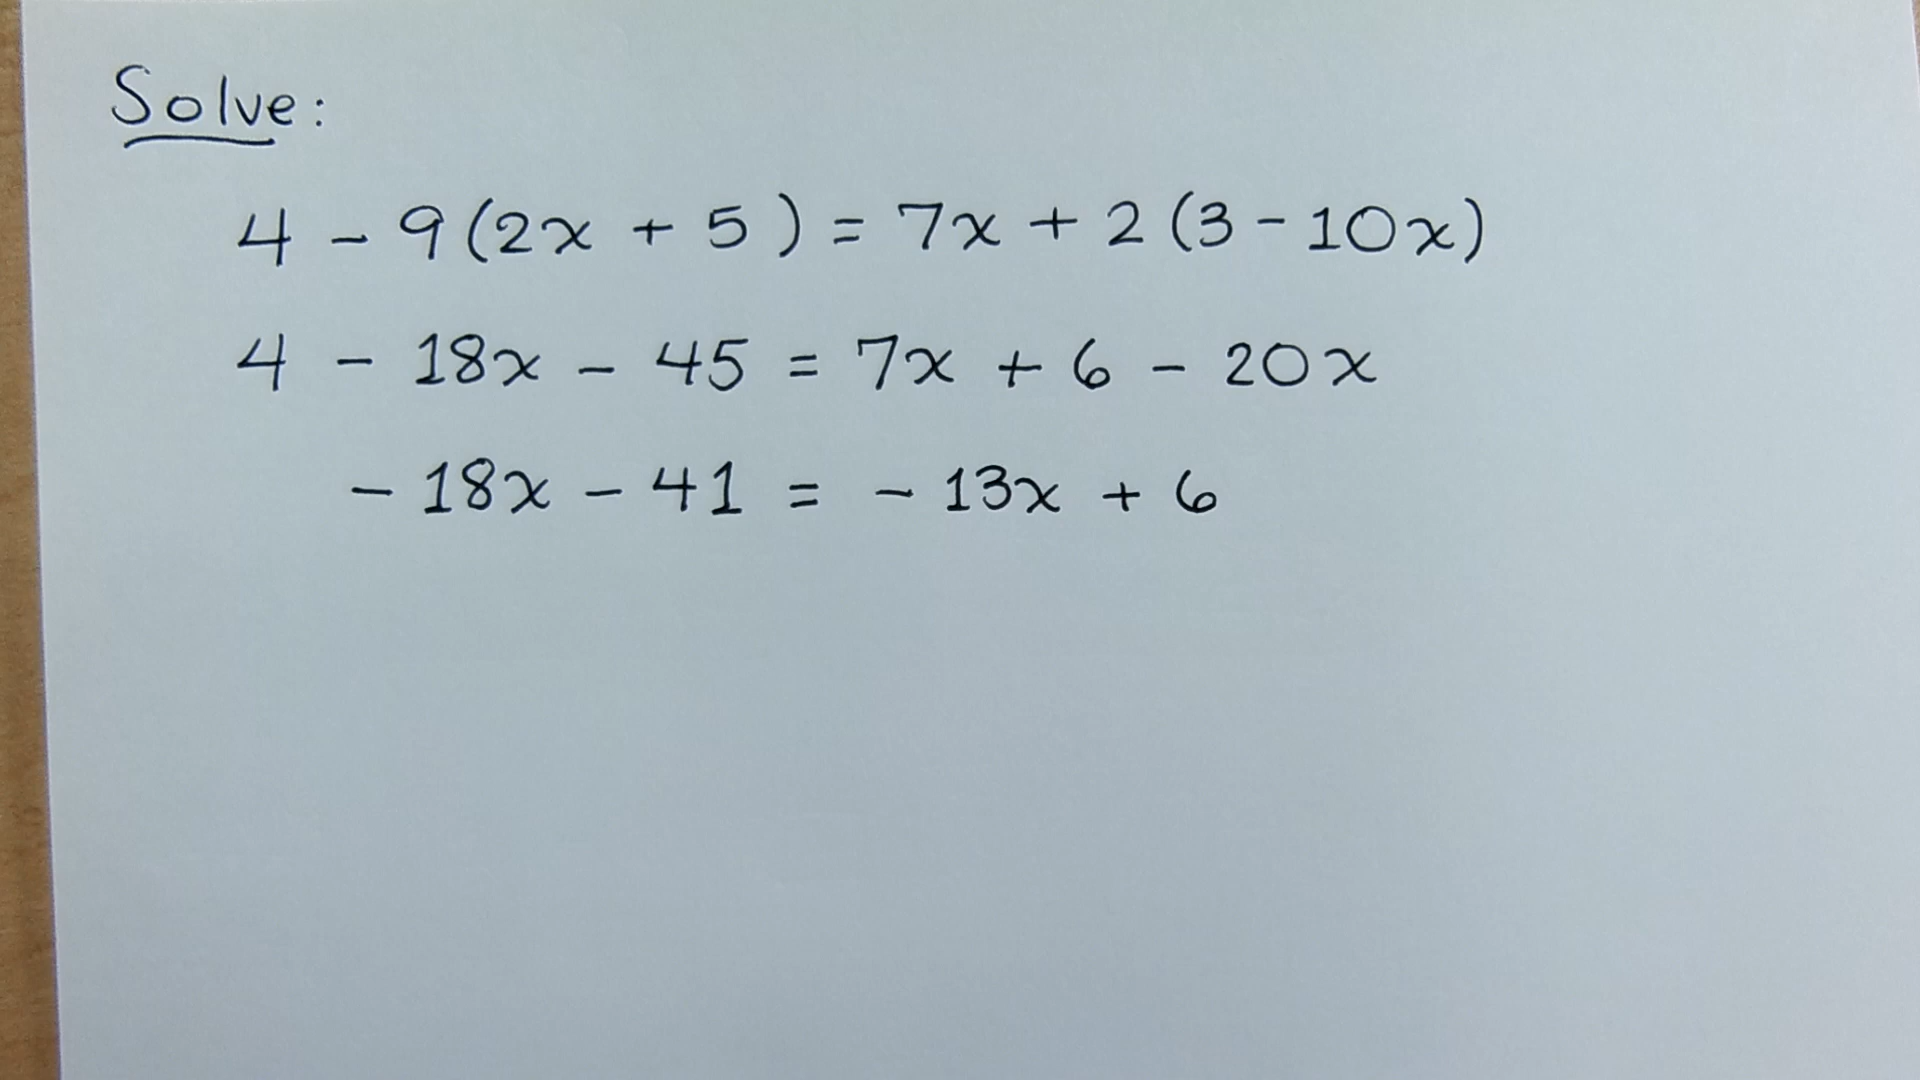 Solve:
4 - 9(2x + 5) = 7x + 2(3 - 10x)
4 - 18x - 45 = 7x + 6 - 20x
- 18x - 41 = - 13x + 6